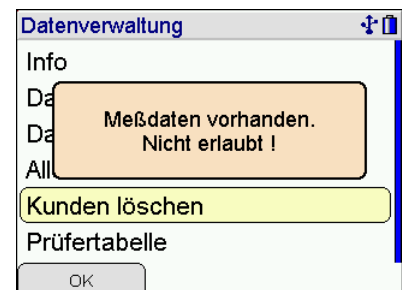 Datenverwaltung
Info
Da
Meßdaten vorhanden.
Da
Nicht erlaubt !
All
Kunden löschen
Prüfertabelle
OK